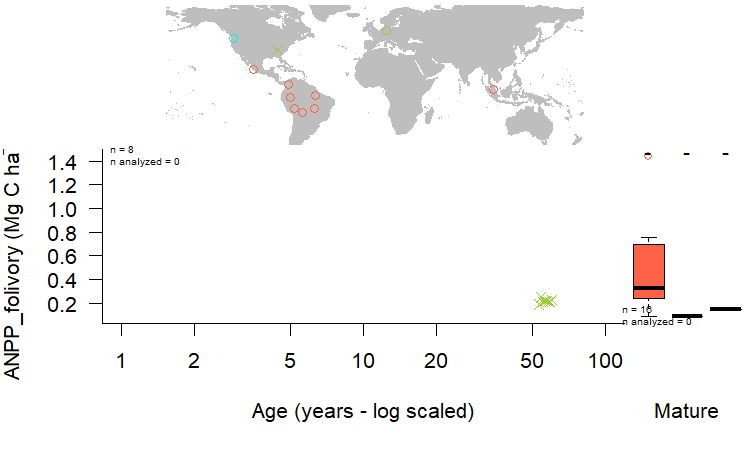 n = 8
n analyzed = 0
ANPP_folivory (Mg C ha
1.4
1.2
1.0
0.8
0.6
0.4
0.2
n = 16
n analyzed = 0
1 2 5 10 20 50 100
Age (years - log scaled) Mature